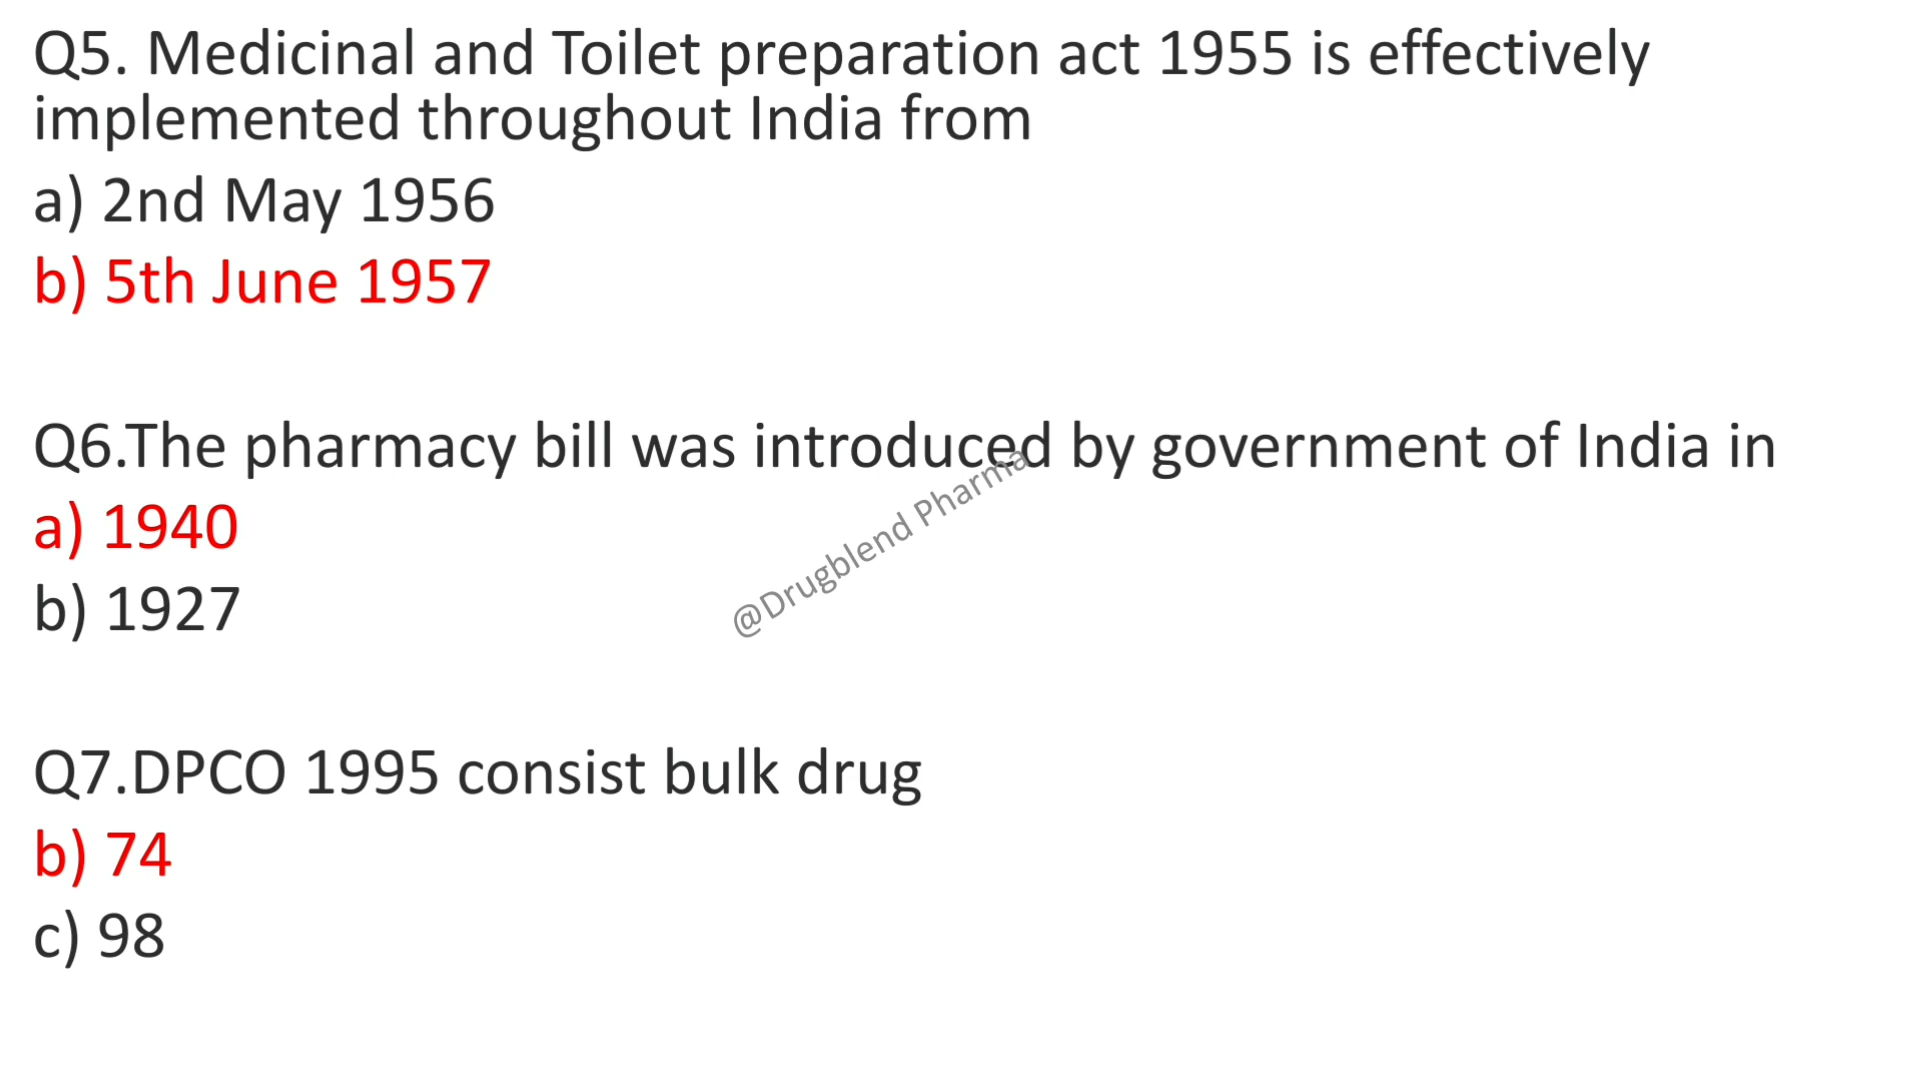 Q5. Medicinal and Toilet preparation act 1955 is effectively
implemented throughout India from
a) 2nd May 1956
b) 5th June 1957
Q6.The pharmacy bill was introduced by government of India in
a) 1940
b) 1927
@Drugblend Pharma
Q7.DPCO 1995 consist bulk drug
b) 74
c) 98